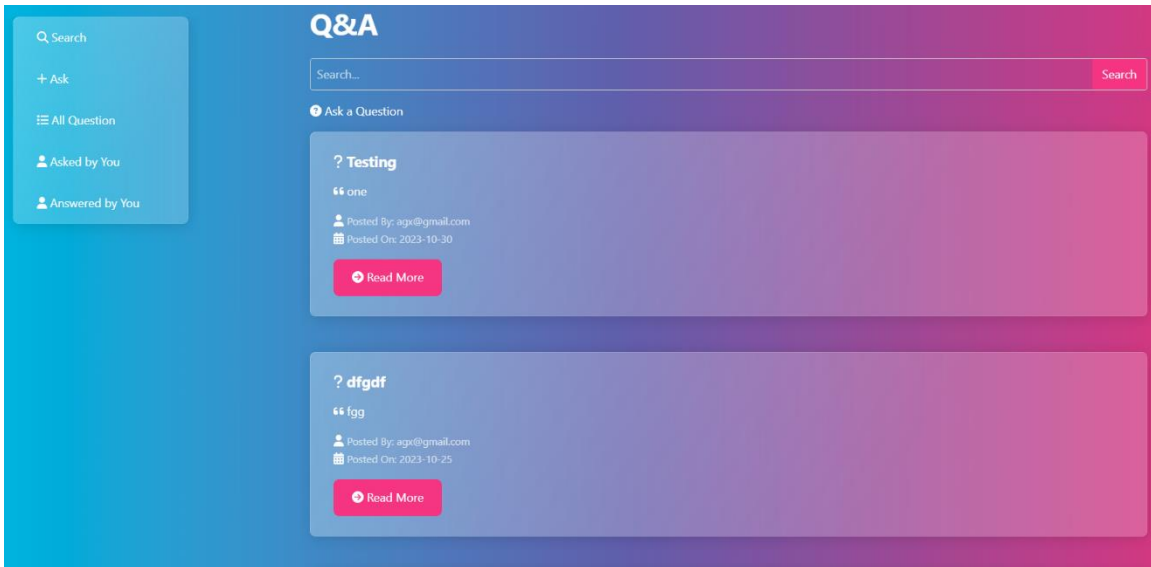 Search
Ask
All Question
Asked by You
Answered by You
Q&A
Search...
Search
Ask a Question
? Testing
one
Posted By: agx@gmail.com
Posted On: 2023-10-30
Read More
? dfgdf
fgg
Posted By: agx@gmail.com
Posted On: 2023-10-25
Read More